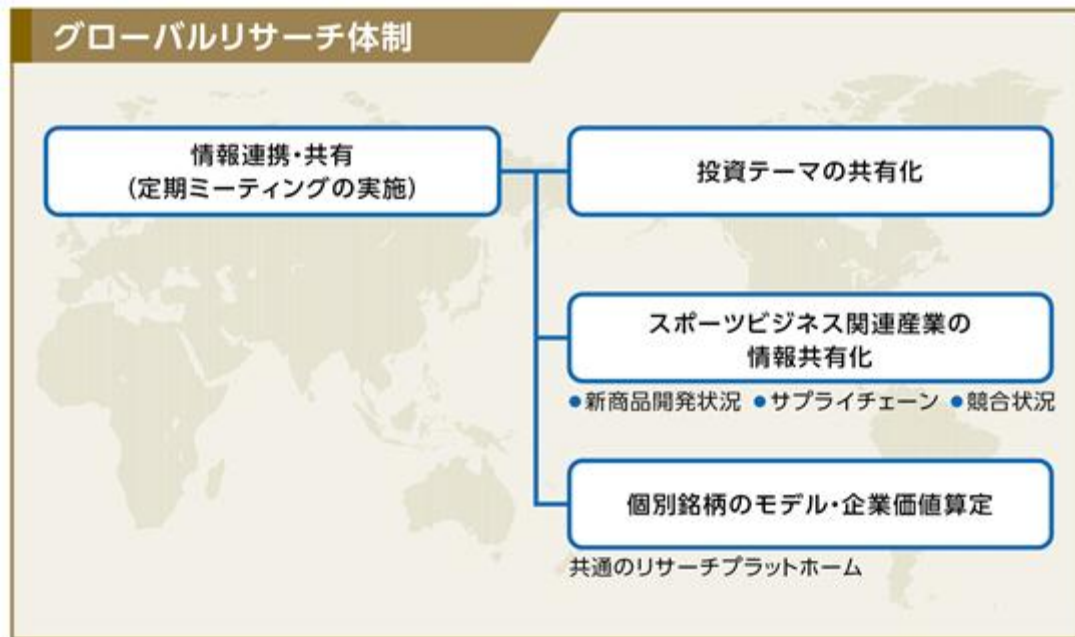 グローバルリサーチ体制
情報連携・共有
(定期ミーティングの実施)
投資テーマの共有化
スポーツビジネス関連産業の
情報共有化
●新商品開発状況 ●サプライチェーン ●競合状況
個別銘柄のモデル・企業価値算定
共通のリサーチプラットホーム